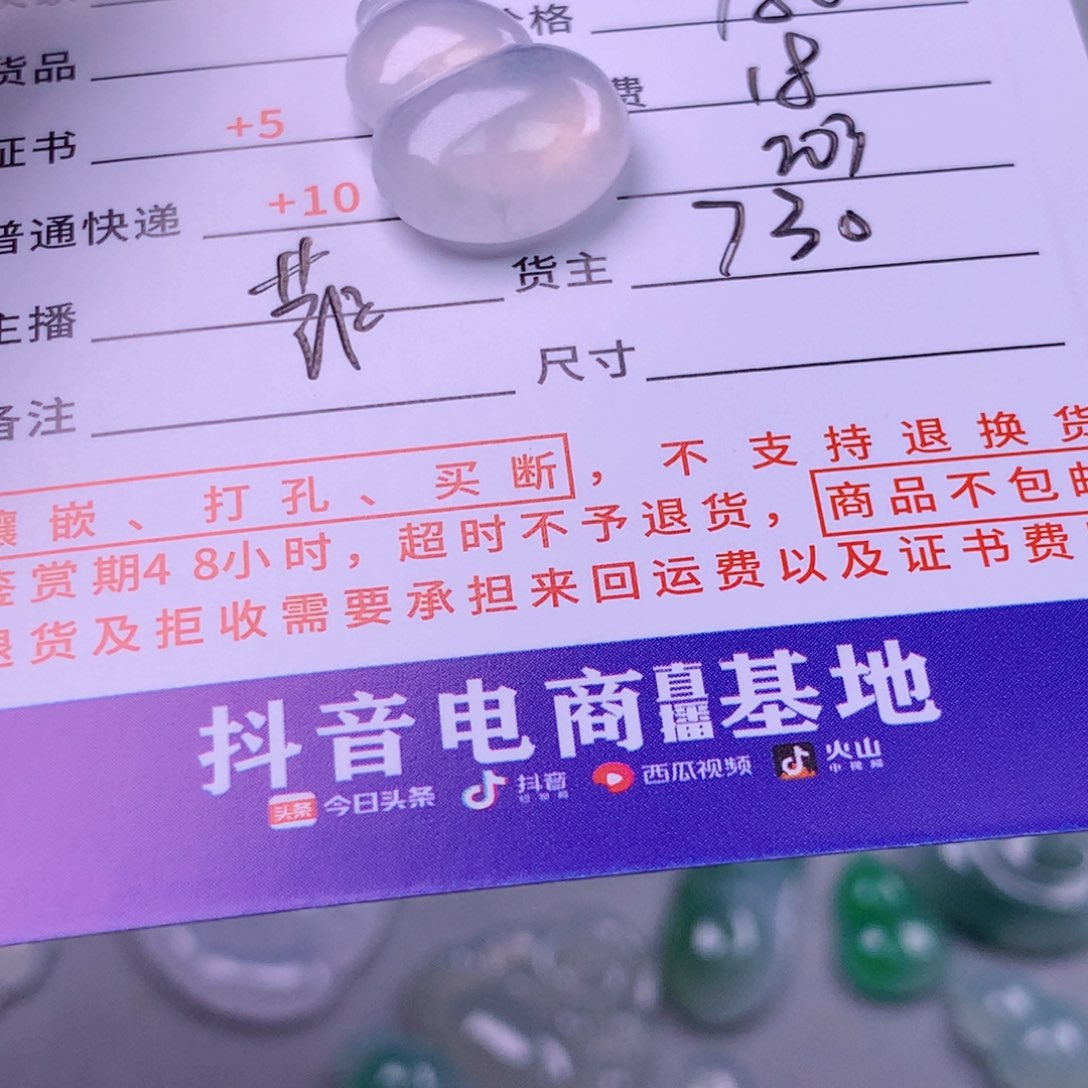 价格
货品
费 18
证书 +5
普通快递 +10
主播 货主 730
备注 尺寸
镶嵌、打孔、买断，不支持退换货
鉴赏期48小时，超时不予退货，商品不包邮
退货及拒收需要承担来回运费以及证书费
抖音电商直播基地
头条 今日头条 抖音 西瓜视频 火山